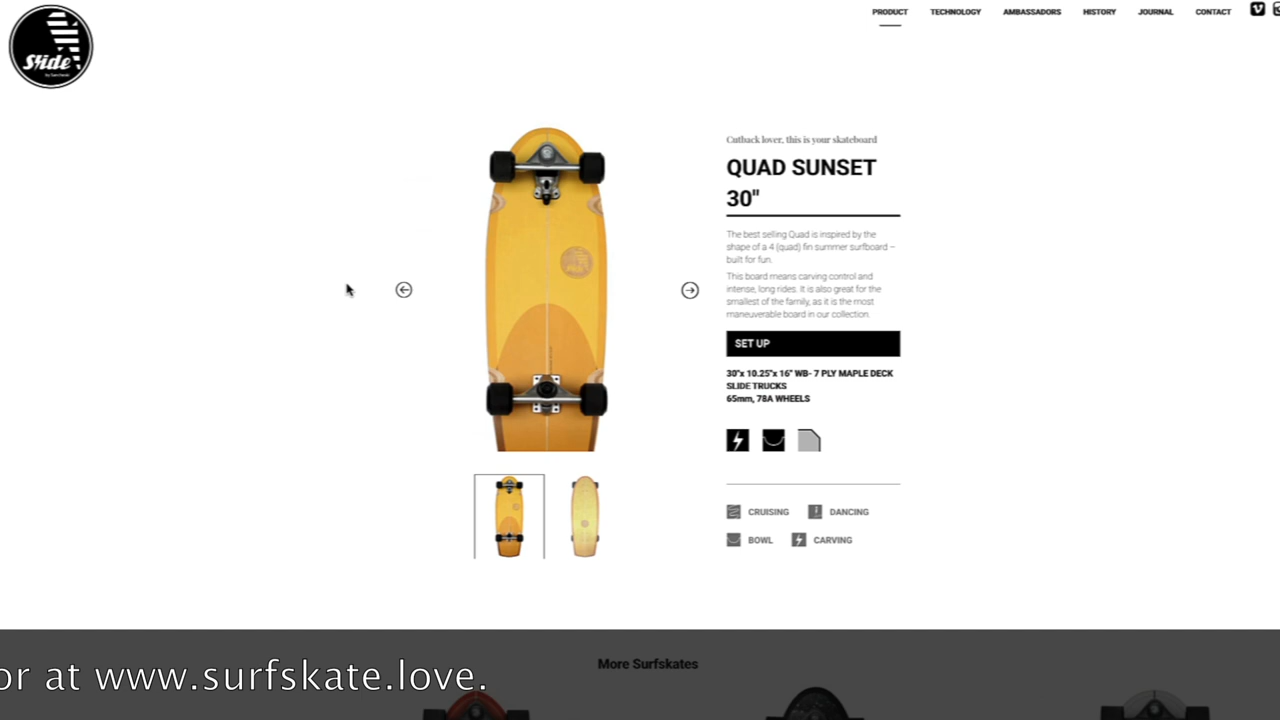 PRODUCT TECHNOLOGY AMBASSADORS HISTORY JOURNAL CONTACT
Slide
Cutback lover, this is your skateboard
QUAD SUNSET
30"
The best selling Quad is inspired by the
shape of a 4 (quad) fin summer surfboard –
built for fun.
This board means carving control and
intense, long rides. It is also great for the
smallest of the family, as it is the most
maneuverable board in our collection.
SET UP
30"x 10.25"x 16" WB- 7 PLY MAPLE DECK
SLIDE TRUCKS
65mm, 78A WHEELS
CRUISING DANCING
BOWL CARVING
More Surfskates
or at www.surfskate.love.